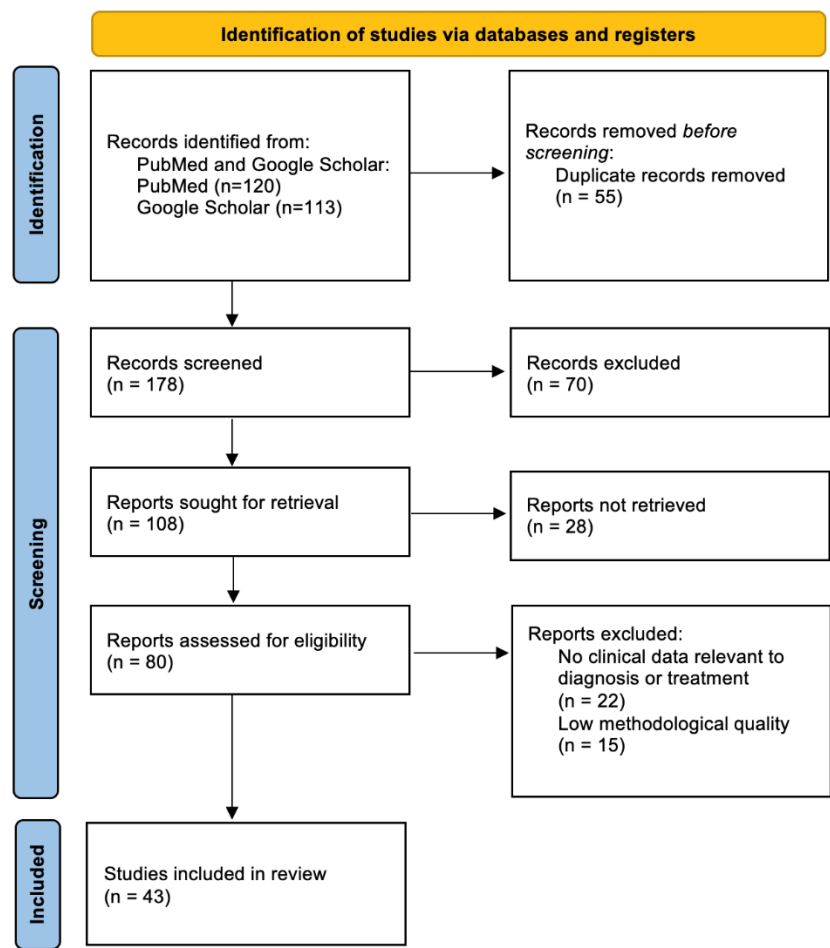 Identification of studies via databases and registers
Identification
Records identified from:
PubMed and Google Scholar:
PubMed (n=120)
Google Scholar (n=113)
Records removed before
screening:
Duplicate records removed
(n = 55)
Screening
Records screened
(n = 178)
Records excluded
(n = 70)
Reports sought for retrieval
(n = 108)
Reports not retrieved
(n = 28)
Reports assessed for eligibility
(n = 80)
Reports excluded:
No clinical data relevant to
diagnosis or treatment
(n = 22)
Low methodological quality
(n = 15)
Included
Studies included in review
(n = 43)